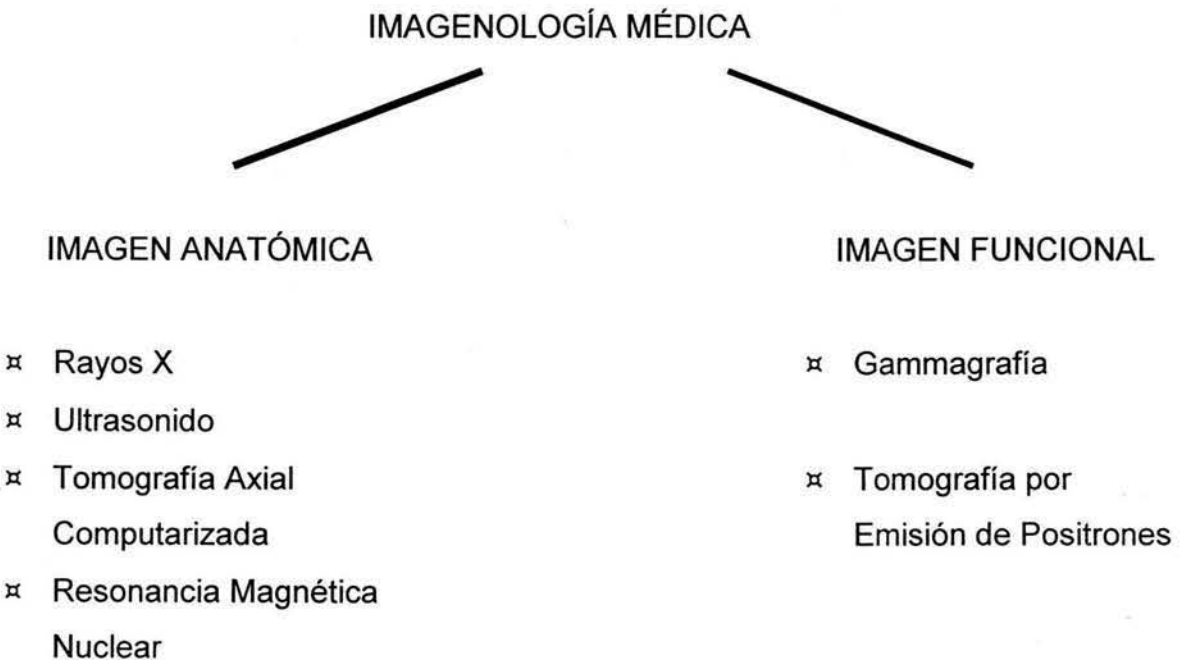 IMAGENOLOGÍA MÉDICA
IMAGEN ANATÓMICA
¤ Rayos X
¤ Ultrasonido
¤ Tomografía Axial
Computarizada
¤ Resonancia Magnética
Nuclear
IMAGEN FUNCIONAL
¤ Gammagrafía
¤ Tomografía por
Emisión de Positrones